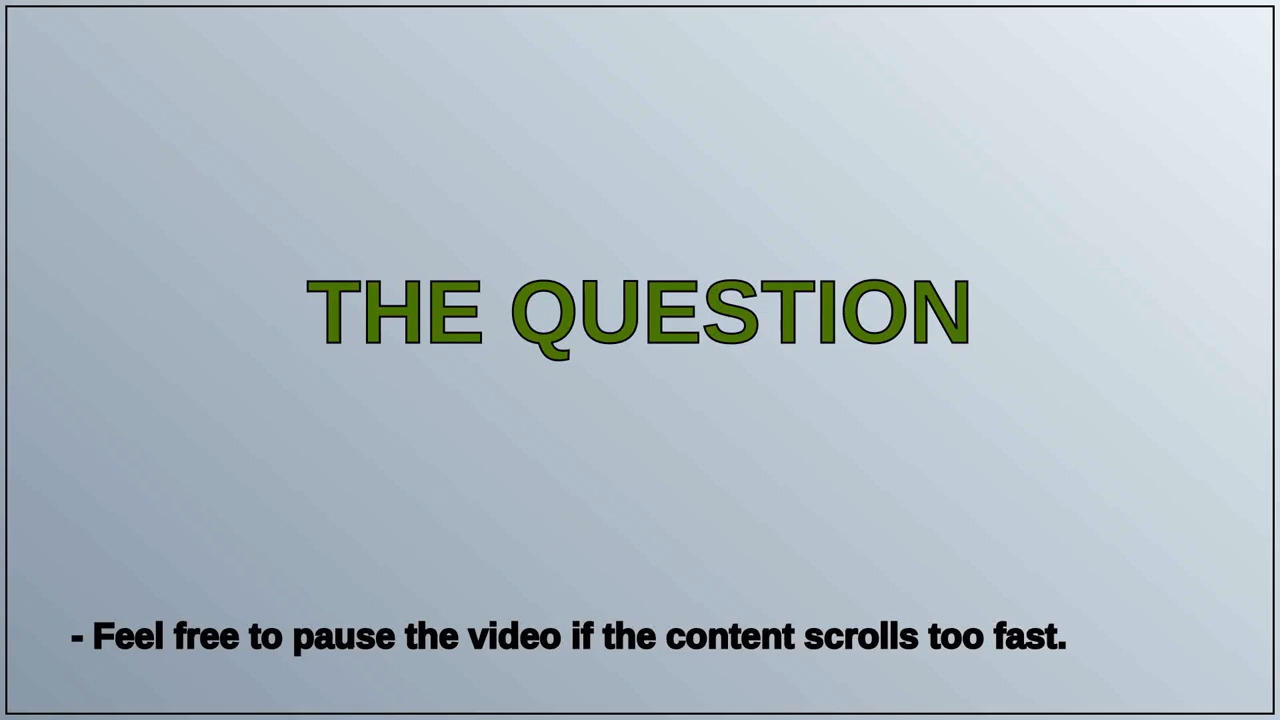 THE QUESTION
- Feel free to pause the video if the content scrolls too fast.